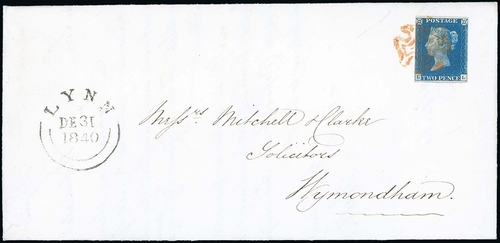 POSTAGE
TWO PENCE
L L
LYNN
DE 31
1840
Messrs Mitchell & Clarke
Solicitors
Wymondham.